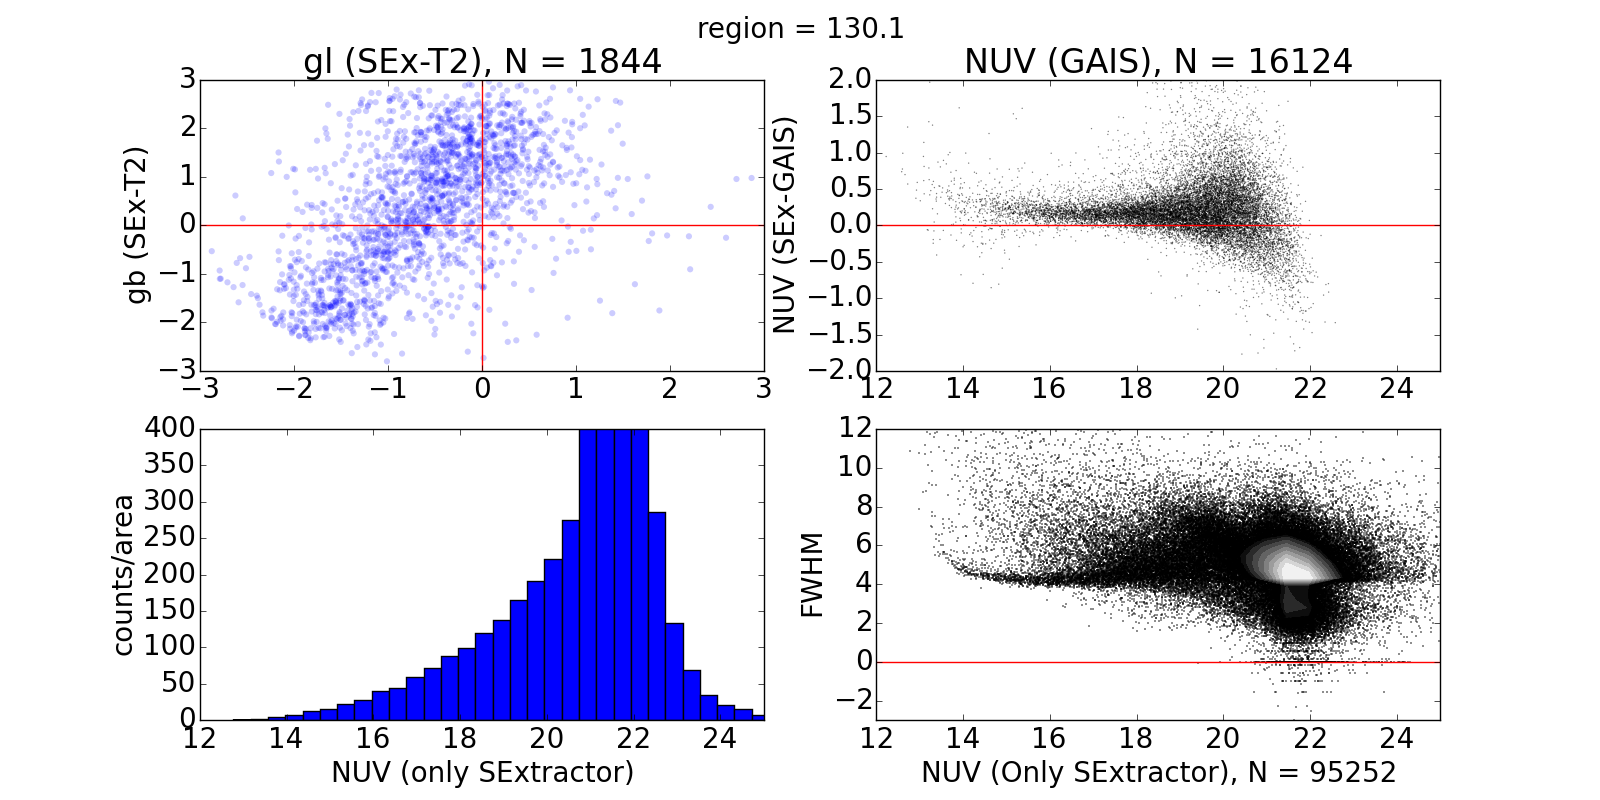 region = 130.1
gl (SEx-T2), N = 1844
3
2
1
0
−1
−2
−3
gb (SEx-T2)
−3 −2 −1 0 1 2 3
NUV (GAIS), N = 16124
2.0
1.5
1.0
0.5
0.0
−0.5
−1.0
−1.5
−2.0
NUV (SEx-GAIS)
12 14 16 18 20 22 24
400
350
300
250
200
150
100
50
0
counts/area
12 14 16 18 20 22 24
NUV (only SExtractor)
12
10
8
6
4
2
0
−2
FWHM
12 14 16 18 20 22 24
NUV (Only SExtractor), N = 95252